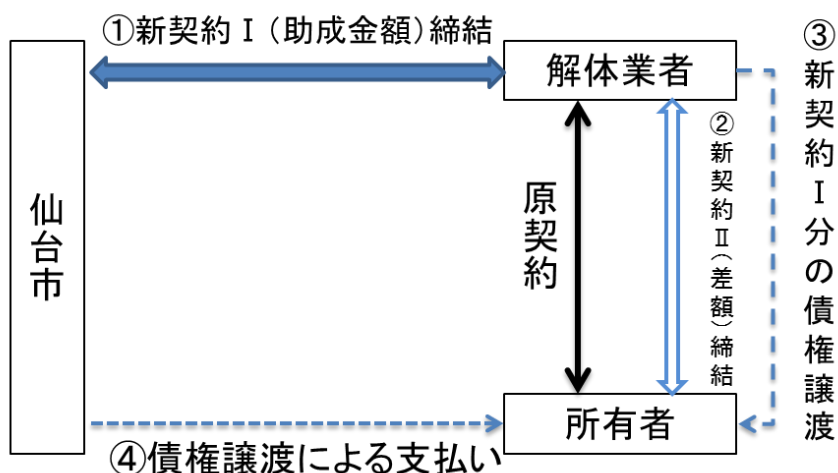 ①新契約Ⅰ(助成金額)締結
仙台市
解体業者
原契約
②新契約Ⅱ(差額)締結
③新契約Ⅰ分の債権譲渡
所有者
④債権譲渡による支払い